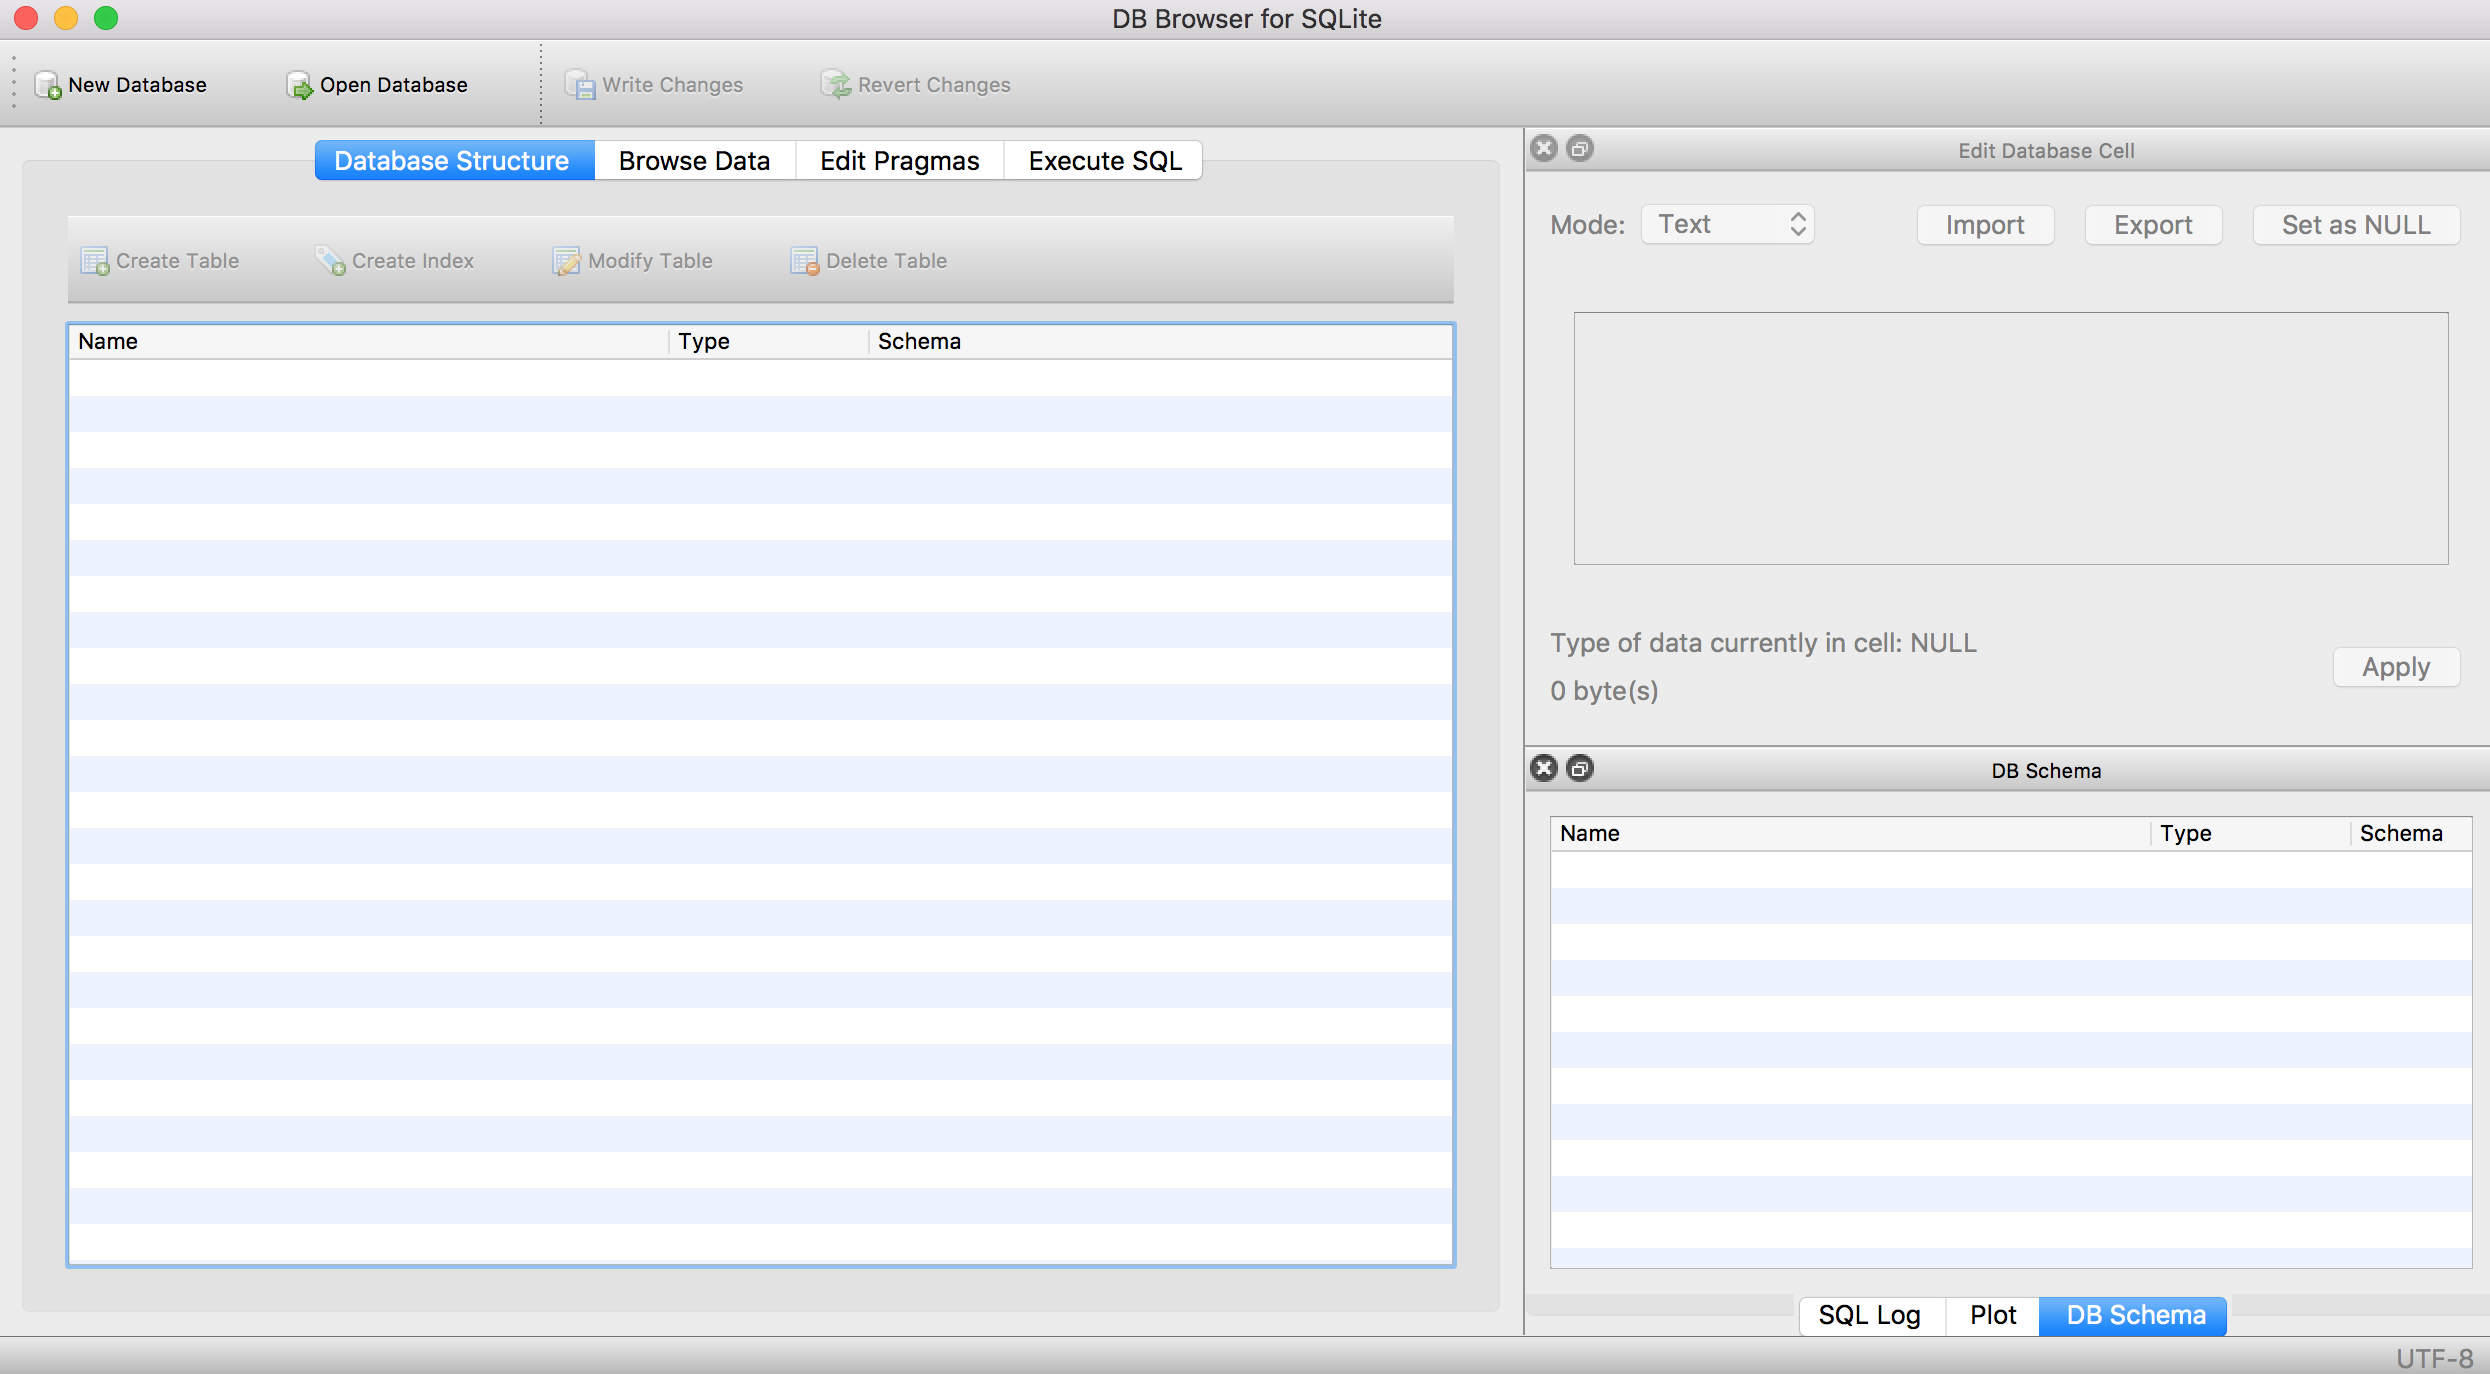 DB Browser for SQLite
New Database Open Database Write Changes Revert Changes
Database Structure Browse Data Edit Pragmas Execute SQL
Create Table Create Index Modify Table Delete Table
Name Type Schema
Edit Database Cell
Mode: Text Import Export Set as NULL
Type of data currently in cell: NULL
0 byte(s)
Apply
DB Schema
Name Type Schema
SQL Log Plot DB Schema
UTF-8